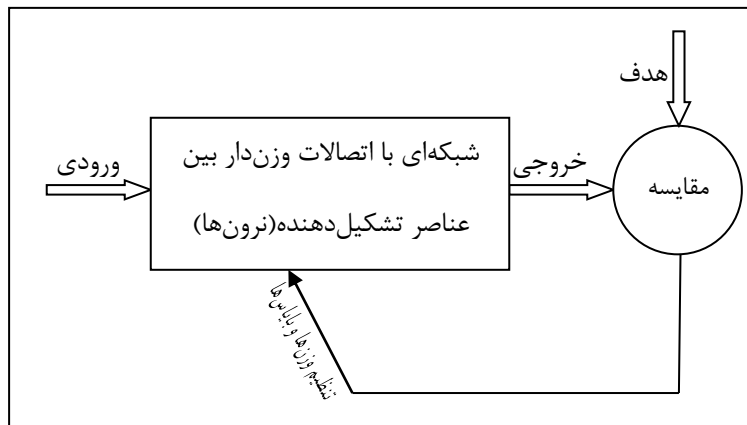 هدف
شبکه‌ای با اتصالات وزن‌دار بین
خروجی
ورودی
مقایسه
عناصر تشکیل‌دهنده(نرون‌ها)
تنظیم وزن‌ها و بایاس‌ها